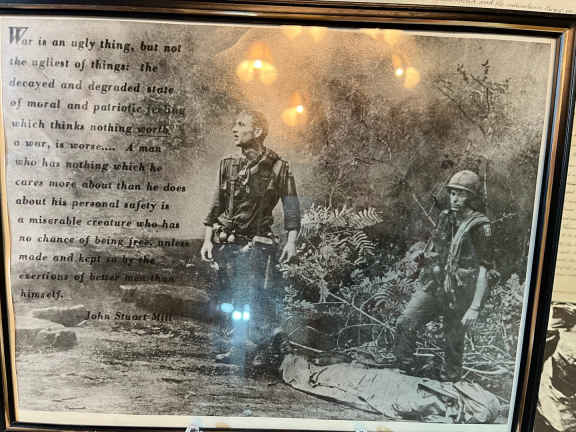 War is an ugly thing, but not
the ugliest of things: the
decayed and degraded state
of moral and patriotic feeling
which thinks nothing worth
a war, is worse.... A man
who has nothing which he
cares more about than he does
about his personal safety is
a miserable creature who has
no chance of being free, unless
made and kept so by the
exertions of better men than
himself.
John Stuart Mill